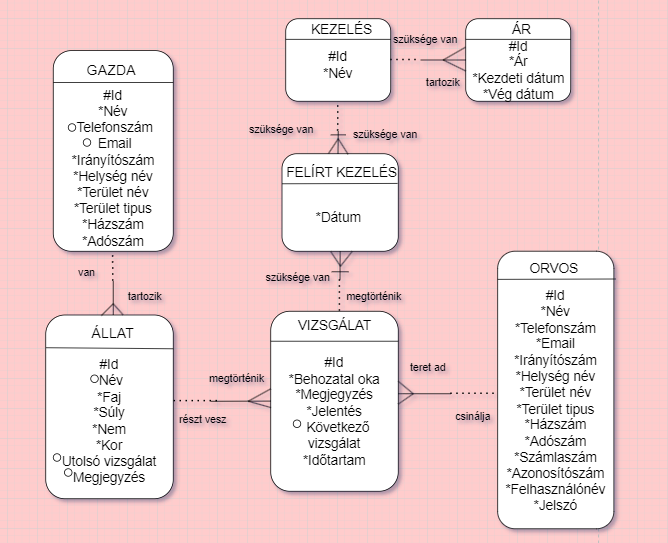 KEZELÉS
#Id
*Név
szüksége van
tartozik
ÁR
#Id
*Ár
*Kezdeti dátum
*Vég dátum
GAZDA
#Id
*Név
Telefonszám
Email
*Irányítószám
*Helység név
*Terület név
*Terület tipus
*Házszám
*Adószám
szüksége van
szüksége van
FELÍRT KEZELÉS
*Dátum
van
tartozik
szüksége van
megtörténik
ÁLLAT
#Id
Név
*Faj
*Súly
*Nem
*Kor
Utolsó vizsgálat
Megjegyzés
megtörténik
részt vesz
VIZSGÁLAT
#Id
*Behozatal oka
*Megjegyzés
*Jelentés
Következő
vizsgálat
*Időtartam
teret ad
csinálja
ORVOS
#Id
*Név
*Telefonszám
*Email
*Irányítószám
*Helység név
*Terület név
*Terület tipus
*Házszám
*Adószám
*Számlaszám
*Azonosítószám
*Felhasználónév
*Jelszó